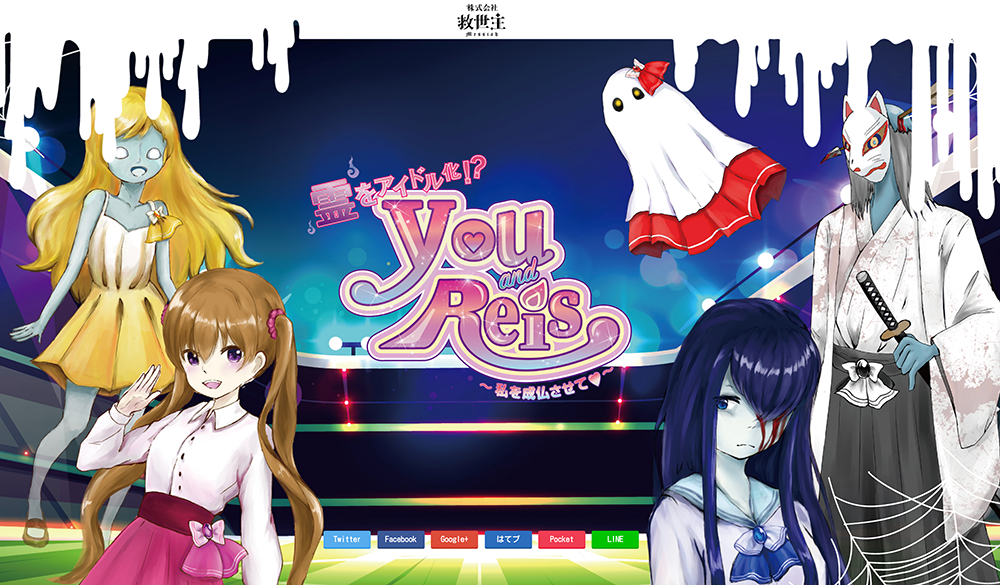 株式会社
救世主
Messiah
霊をアイドル化!?
You
and
Reis
～私を成仏させて♥～
Twitter
Facebook
Google+
はてブ
Pocket
LINE